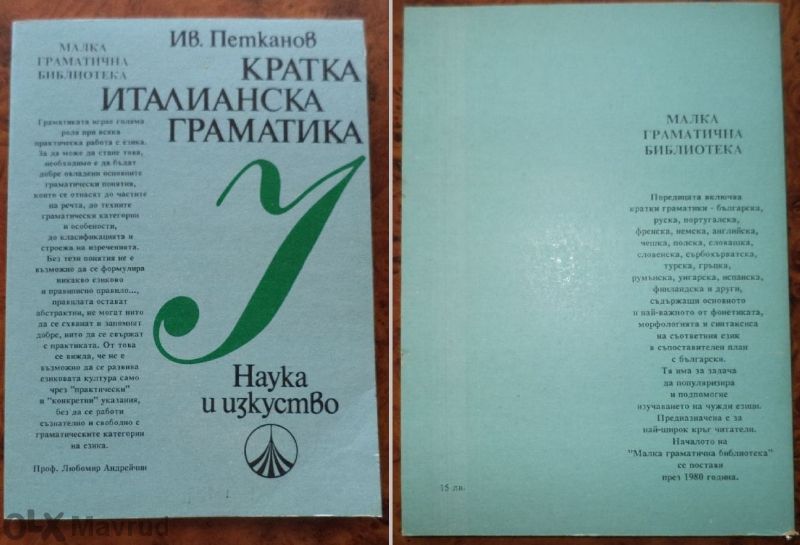 МАЛКА
ГРАМАТИЧНА
БИБЛИОТЕКА
Граматиката играе голяма
роля при всяка
практическа работа с езика.
За да може да стане това,
необходимо е да бъдат
добре овладени основните
граматически понятия,
които се отнасят до частите
на речта, до техните
граматически категории
и особености,
до класификацията и
строежа на изреченията.
Без тези понятия не е
възможно да се формулира
никакво езиково
и правописно правило...,
правилата остават
абстрактни, не могат нито
да се схванат и запомнят
добре, нито да се свържат
с практиката. От това
се вижда, че не е
възможно да се развива
езиковата култура само
чрез "практически"
и "конкретни" указания,
без да се работи
съзнателно и свободно с
граматическите категории
на езика.
Проф. Любомир Андрейчин
Ив. Петканов
КРАТКА
ИТАЛИАНСКА
ГРАМАТИКА
Наука
и изкуство
OLX Mavrud
МАЛКА
ГРАМАТИЧНА
БИБЛИОТЕКА
Поредицата включва
кратки граматики - българска,
руска, португалска,
френска, немска, английска,
чешка, полска, словашка,
словенска, сърбохърватска,
турска, гръцка,
румънска, унгарска, испанска,
финландска и други,
съдържащи основното
и най-важното от фонетиката,
морфологията и синтаксиса
на съответния език
в съпоставителен план
с български.
Тя има за задача
да популяризира
и подпомогне
изучаването на чужди езици.
Предназначена е за
най-широк кръг читатели.
Началото на
"Малка граматична библиотека"
се постави
през 1980 година.
15 лв.